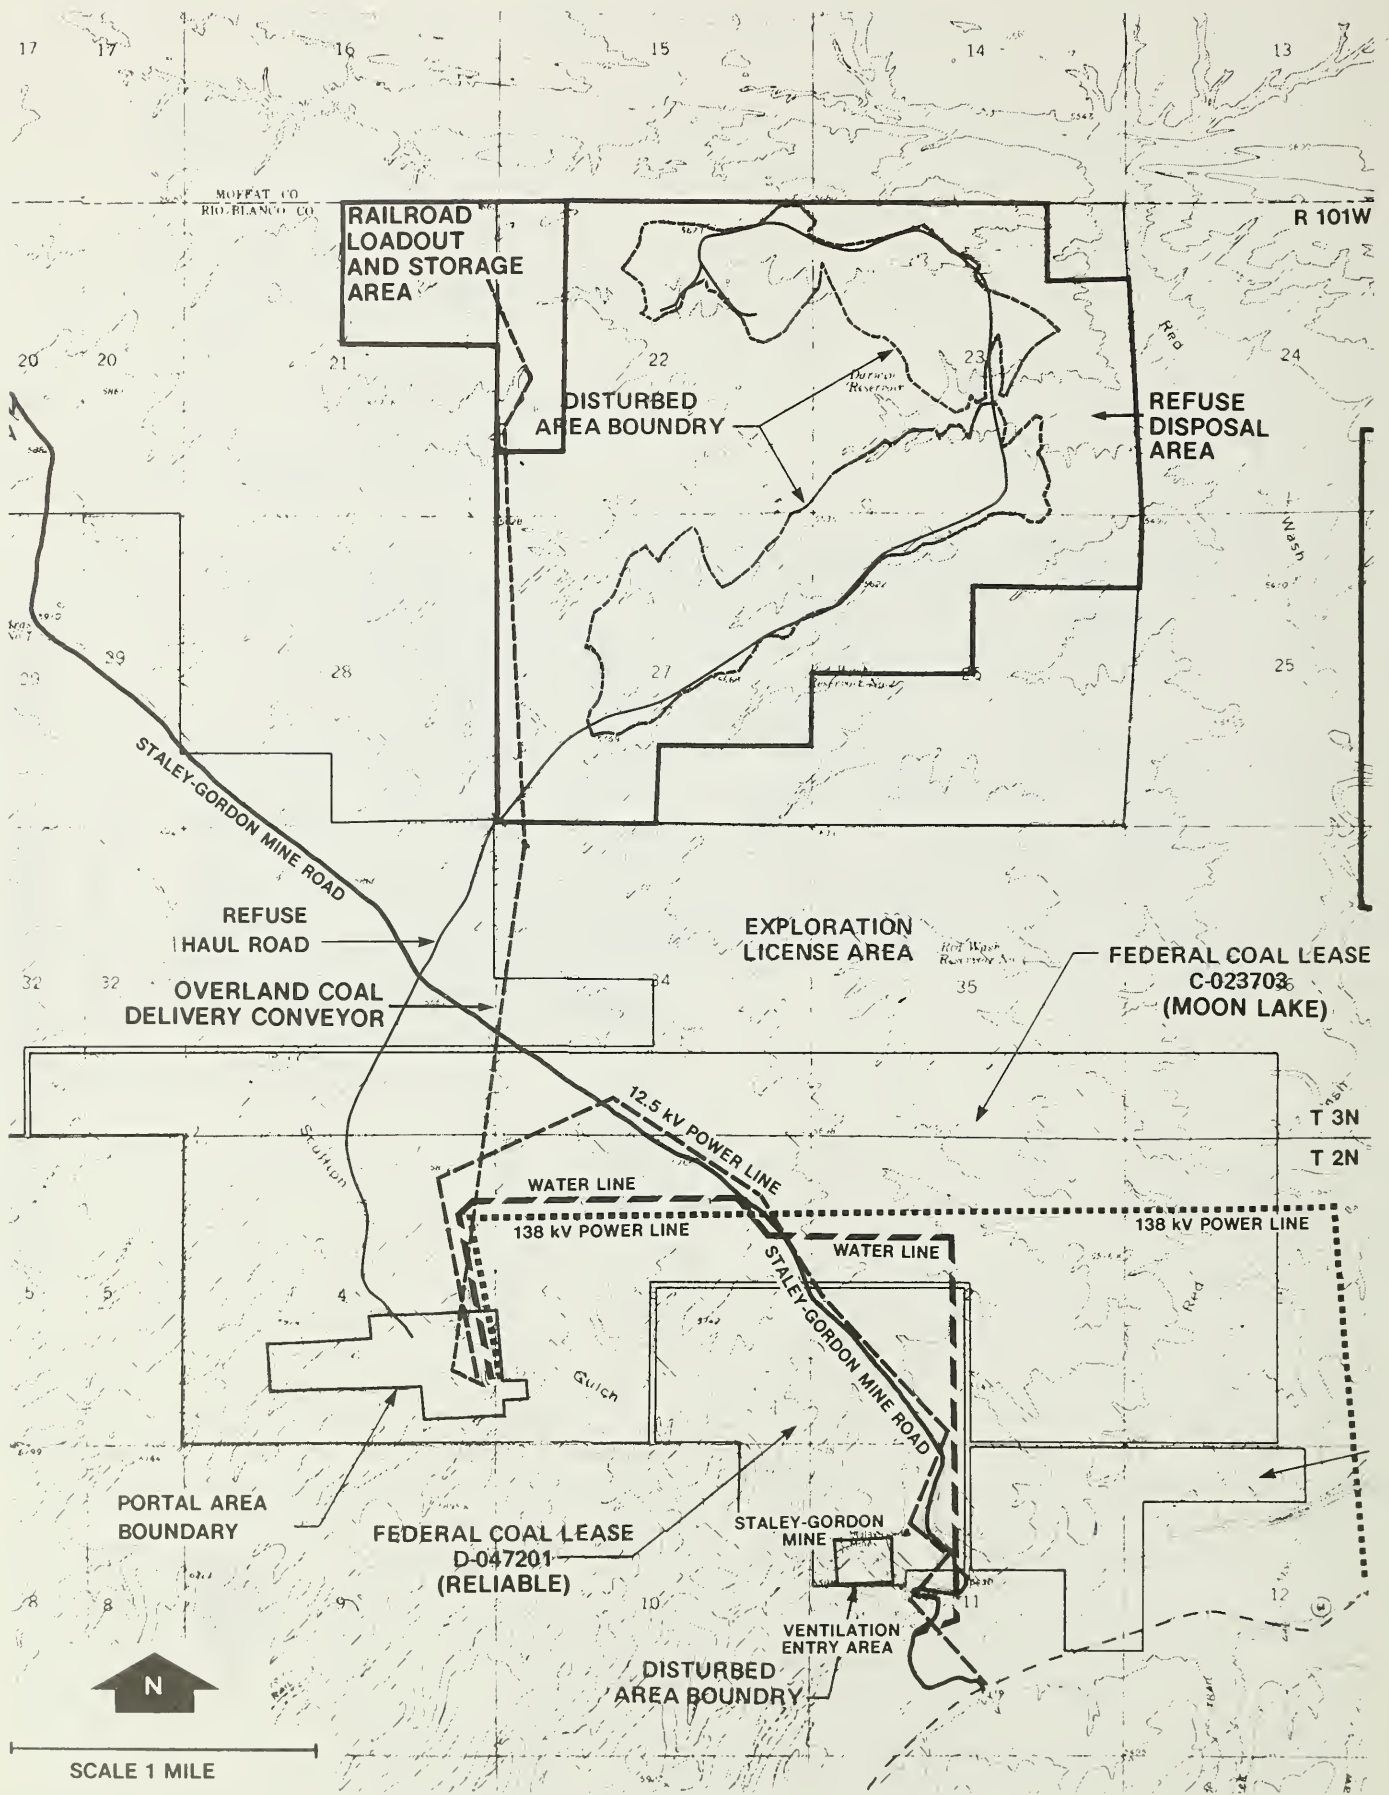 17
17
16
15
14
13
MOFFAT CO
RIO BLANCO CO
RAILROAD
LOADOUT
AND STORAGE
AREA
R 101W
Red
20
20
21
22
23
24
Reservoir
DISTURBED
AREA BOUNDRY
REFUSE
DISPOSAL
AREA
Wash
29
29
28
27
25
STALEY-GORDON MINE ROAD
REFUSE
HAUL ROAD
EXPLORATION
LICENSE AREA
Red Wash
FEDERAL COAL LEASE
C-023703
(MOON LAKE)
32
32
34
35
36
OVERLAND COAL
DELIVERY CONVEYOR
12.5 kV POWER LINE
T 3N
T 2N
WATER LINE
138 kV POWER LINE
138 kV POWER LINE
WATER LINE
STALEY-GORDON MINE ROAD
Red
5
5
4
Gulch
PORTAL AREA
BOUNDARY
FEDERAL COAL LEASE
D-047201
(RELIABLE)
STALEY-GORDON
MINE
8
8
9
10
11
12
VENTILATION
ENTRY AREA
DISTURBED
AREA BOUNDRY
N
SCALE 1 MILE